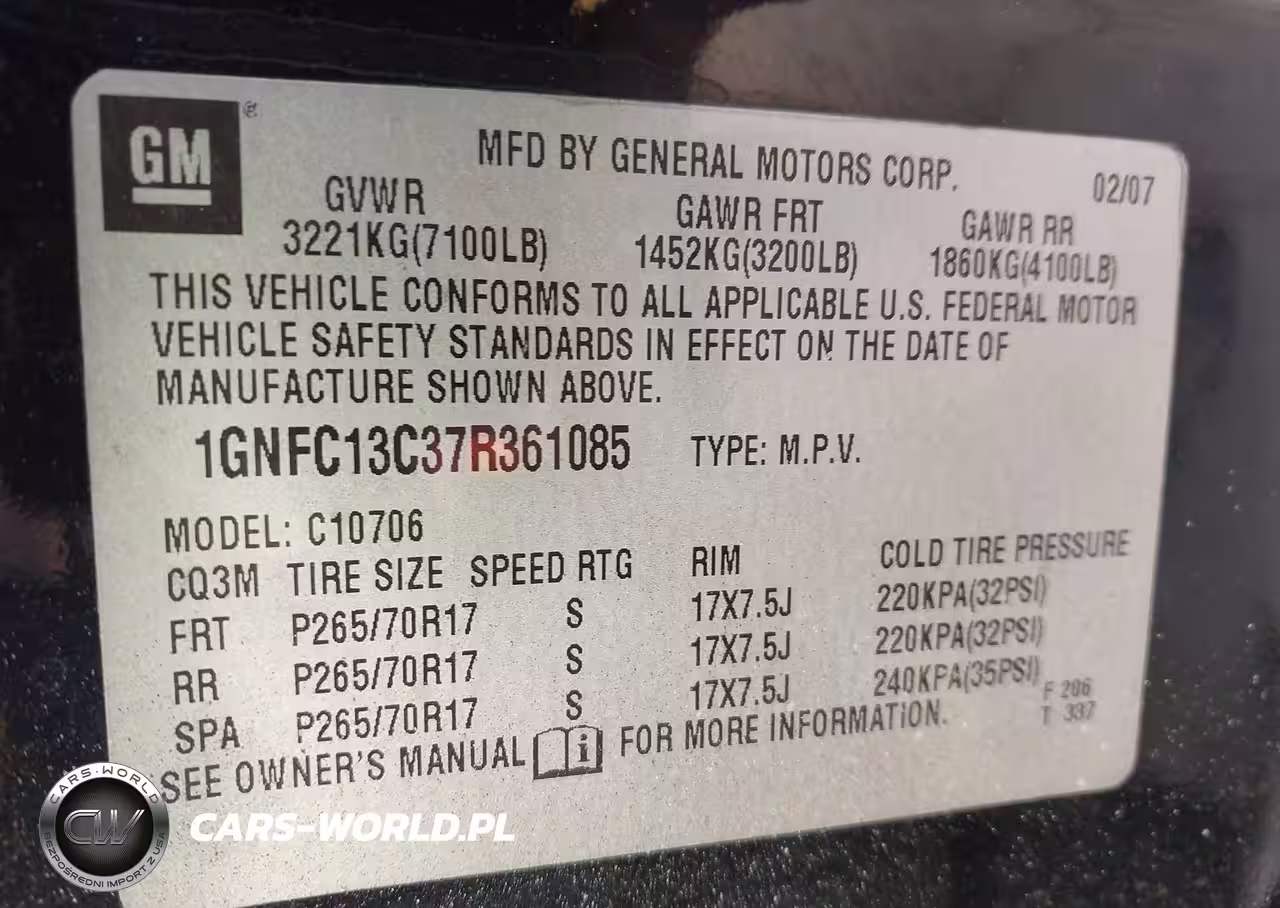 GM ®
MFD BY GENERAL MOTORS CORP.
02/07
GVWR GAWR FRT GAWR RR
3221KG(7100LB) 1452KG(3200LB) 1860KG(4100LB)
THIS VEHICLE CONFORMS TO ALL APPLICABLE U.S. FEDERAL MOTOR
VEHICLE SAFETY STANDARDS IN EFFECT ON THE DATE OF
MANUFACTURE SHOWN ABOVE.
1GNFC13C37R361085 TYPE: M.P.V.
MODEL: C10706
CQ3M TIRE SIZE SPEED RTG RIM COLD TIRE PRESSURE
FRT P265/70R17 S 17X7.5J 220KPA(32PSI)
RR P265/70R17 S 17X7.5J 220KPA(32PSI)
SPA P265/70R17 S 17X7.5J 240KPA(35PSI)
F 206
T 337
SEE OWNER'S MANUAL i FOR MORE INFORMATION.
CARS-WORLD
CW
BEZPOŚREDNI IMPORT Z USA
CARS-WORLD.PL